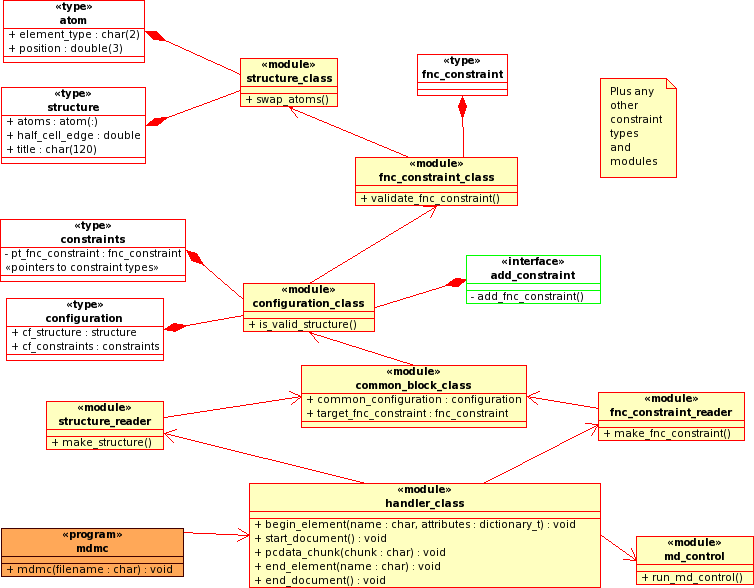 «type»
atom
+ element_type : char(2)
+ position : double(3)
«type»
structure
+ atoms : atom(:)
+ half_cell_edge : double
+ title : char(120)
«module»
structure_class
+ swap_atoms()
«type»
fnc_constraint
Plus any
other
constraint
types
and
modules
«module»
fnc_constraint_class
+ validate_fnc_constraint()
«type»
constraints
- pt_fnc_constraint : fnc_constraint
«pointers to constraint types»
«interface»
add_constraint
- add_fnc_constraint()
«type»
configuration
+ cf_structure : structure
+ cf_constraints : constraints
«module»
configuration_class
+ is_valid_structure()
«module»
common_block_class
+ common_configuration : configuration
+ target_fnc_constraint : fnc_constraint
«module»
structure_reader
+ make_structure()
«module»
fnc_constraint_reader
+ make_fnc_constraint()
«module»
handler_class
+ begin_element(name : char, attributes : dictionary_t) : void
+ start_document() : void
+ pcdata_chunk(chunk : char) : void
+ end_element(name : char) : void
+ end_document() : void
«program»
mdmc
+ mdmc(filename : char) : void
«module»
md_control
+ run_md_control()